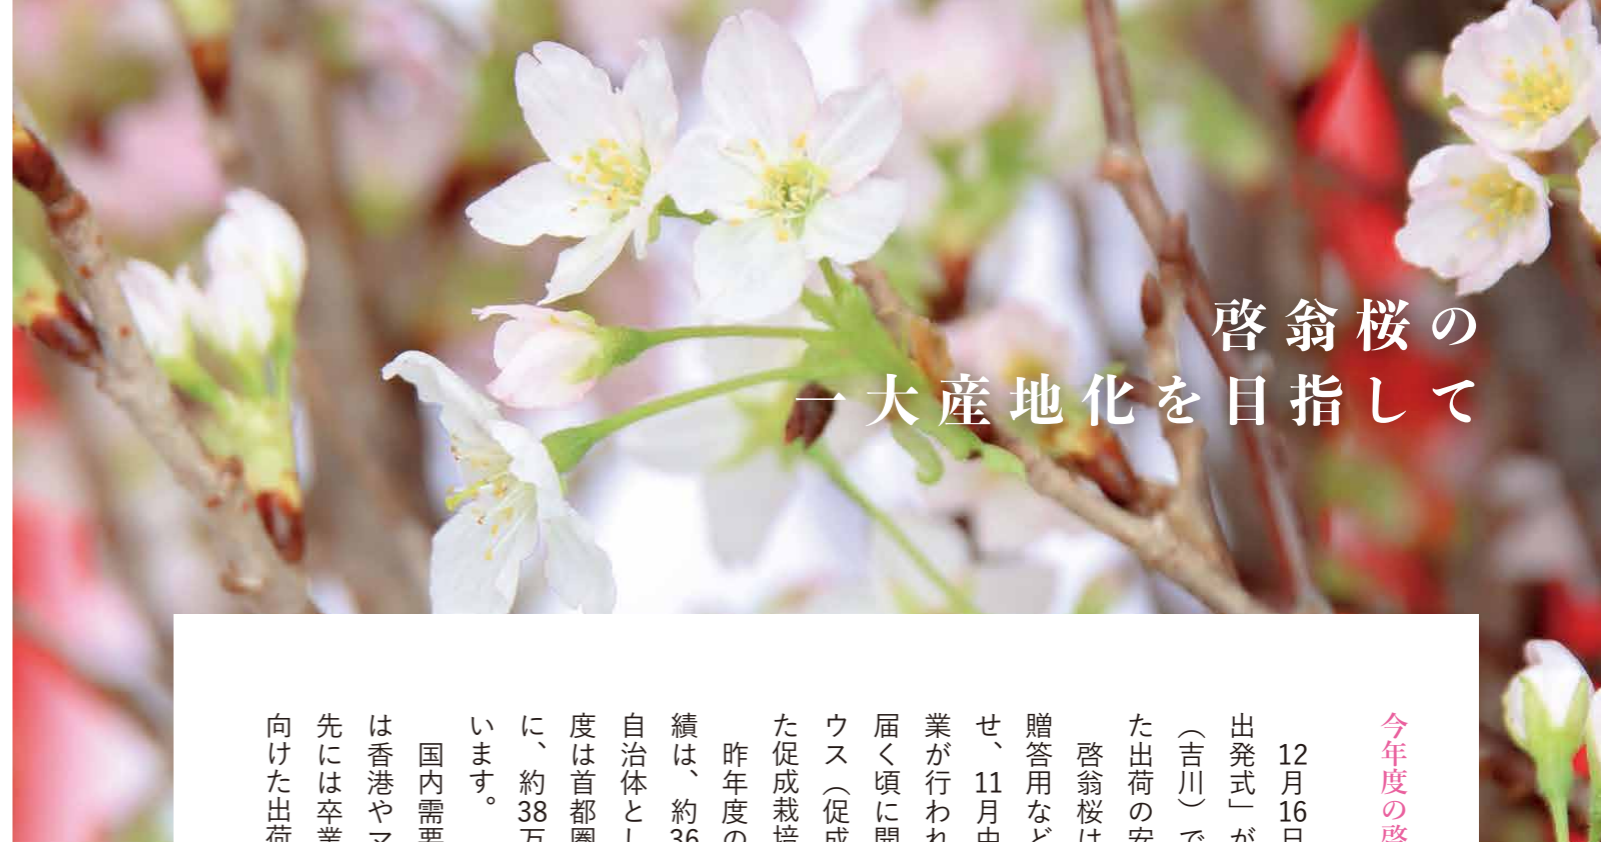 啓翁桜の
一大産地化を目指して
今年度の啓
12月16日
出発式」が
（吉川）で
た出荷の安
啓翁桜は
贈答用など
せ、11月中
業が行われ
届く頃に開
ウス（促成
た促成栽培
昨年度の
績は、約36
自治体とし
度は首都圏
に、約38万
います。
国内需要
は香港やマ
先には卒業
向けた出荷